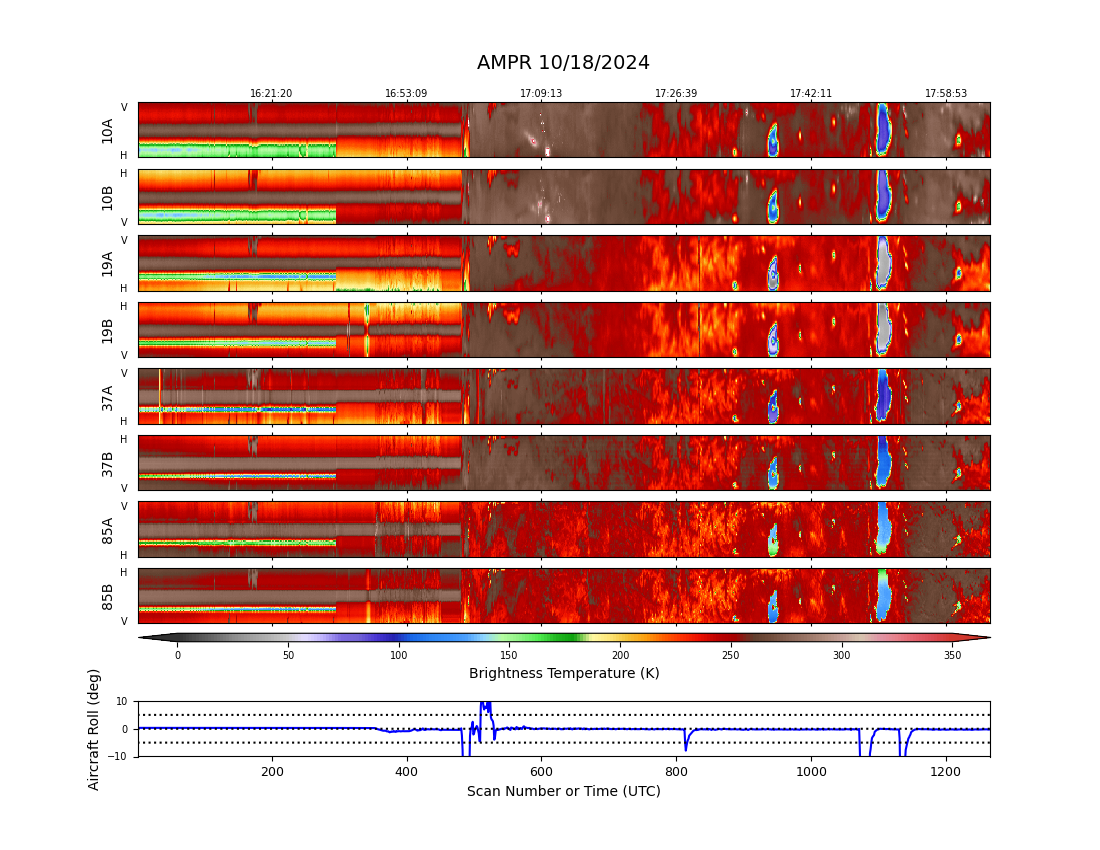 AMPR 10/18/2024
16:21:20 16:53:09 17:09:13 17:26:39 17:42:11 17:58:53
V
10A
H
H
10B
V
V
19A
H
H
19B
V
V
37A
H
H
37B
V
V
85A
H
H
85B
V
0 50 100 150 200 250 300 350
Brightness Temperature (K)
Aircraft Roll (deg)
10
0
−10
200 400 600 800 1000 1200
Scan Number or Time (UTC)